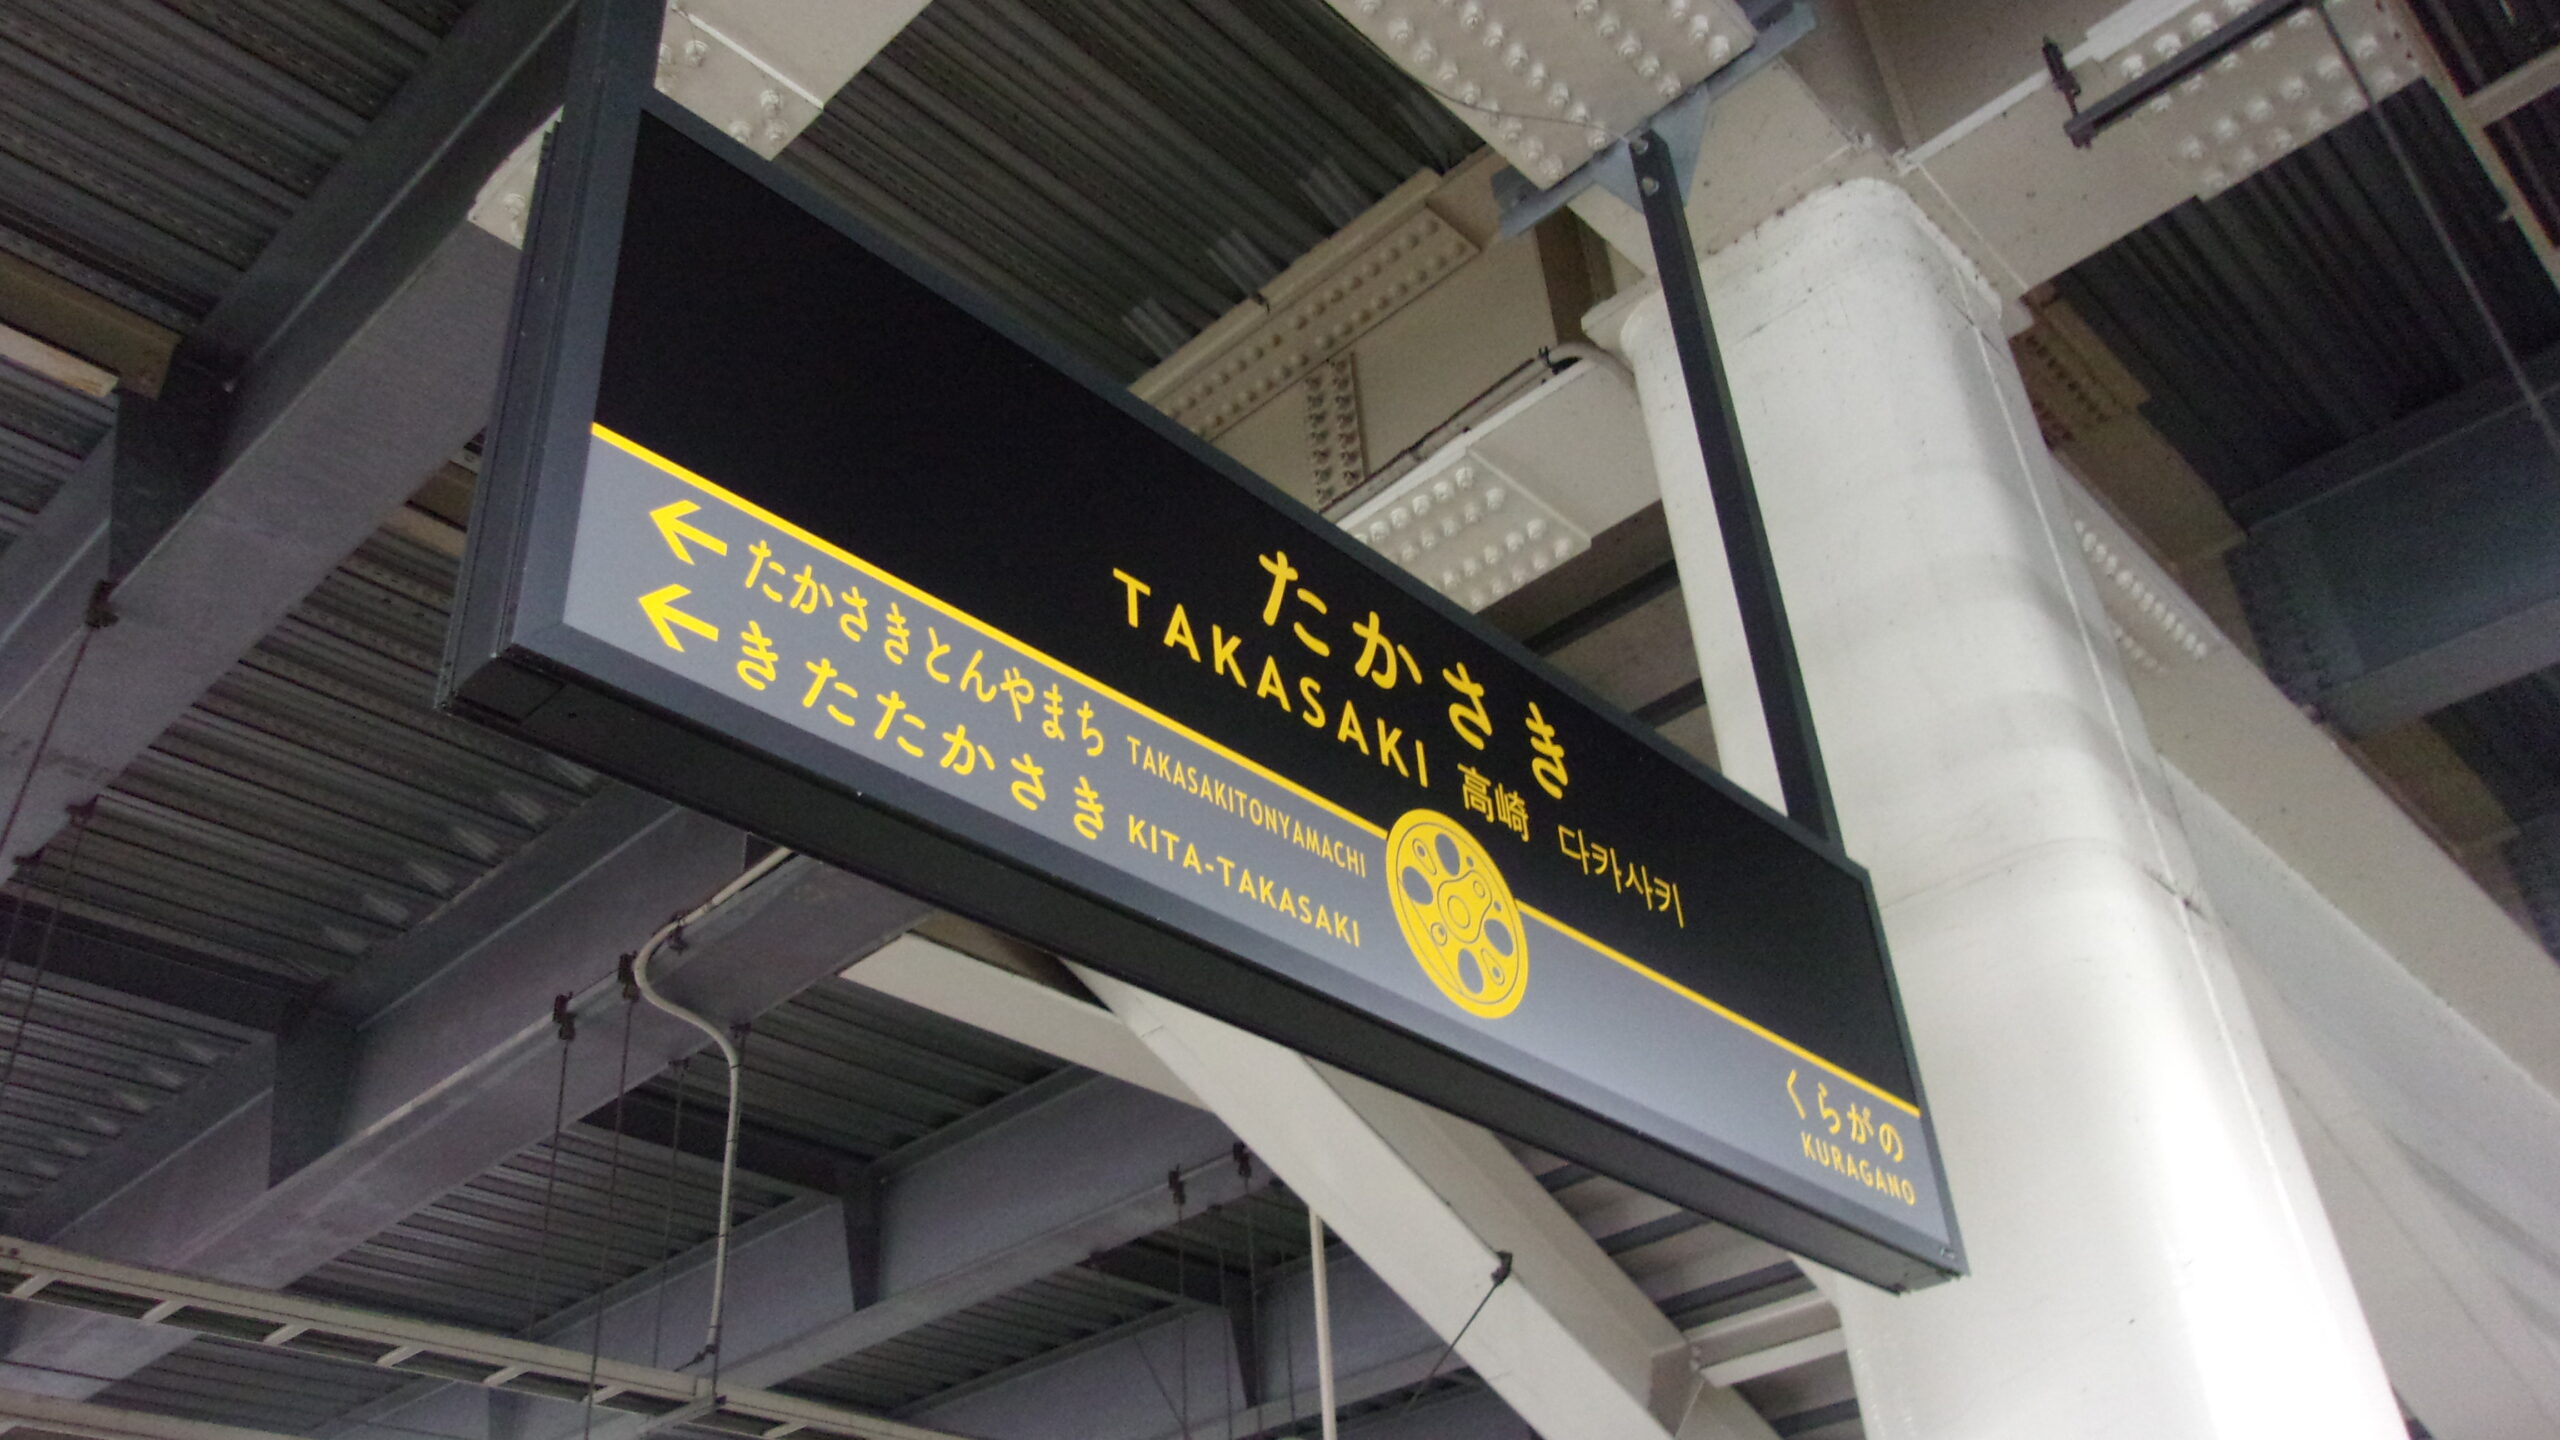 たかさき
TAKASAKI 高崎 다카사키
←たかさきとんやまち TAKASAKITONYAMACHI
←きたたかさき KITA-TAKASAKI
くらがの
KURAGANO